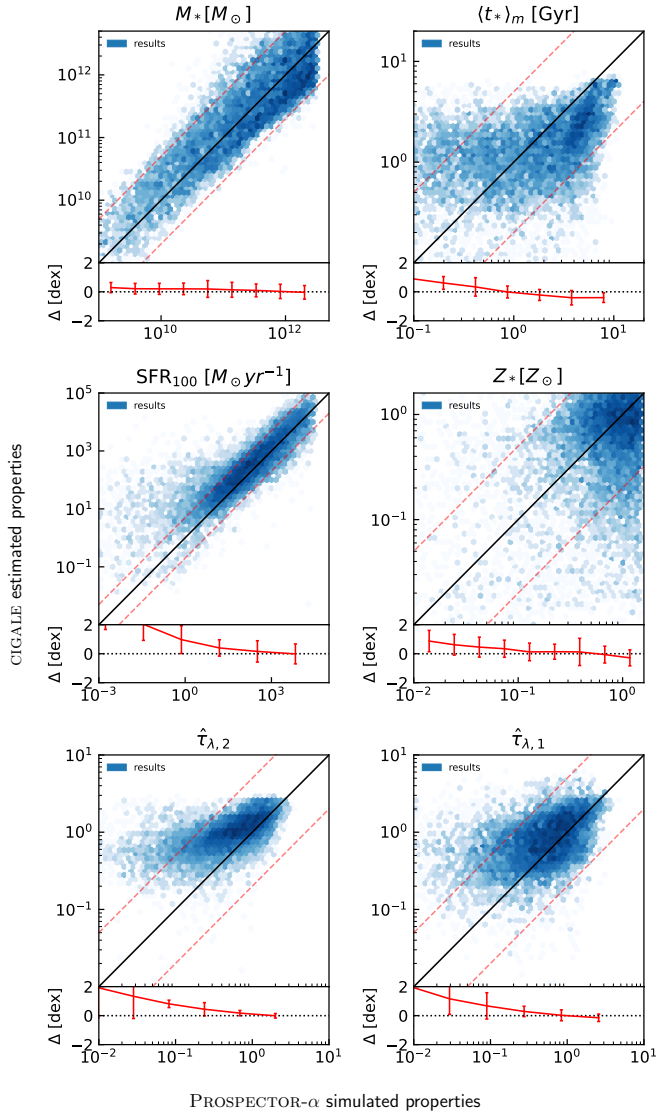 M* [M⊙]
⟨t*⟩m [Gyr]
results
results
10^12
10^11
10^10
10^1
10^0
2
0
−2
Δ [dex]
2
0
−2
Δ [dex]
10^10
10^12
10^−1
10^0
10^1
SFR100 [M⊙ yr^−1]
Z* [Z⊙]
results
results
10^5
10^3
10^1
10^−1
10^0
10^−1
2
0
−2
Δ [dex]
2
0
−2
Δ [dex]
10^−3
10^−1
10^1
10^3
10^−2
10^−1
10^0
CIGALE estimated properties
τ̂λ,2
τ̂λ,1
results
results
10^1
10^0
10^−1
10^1
10^0
10^−1
2
0
−2
Δ [dex]
2
0
−2
Δ [dex]
10^−2
10^−1
10^0
10^1
10^−2
10^−1
10^0
10^1
PROSPECTOR-α simulated properties